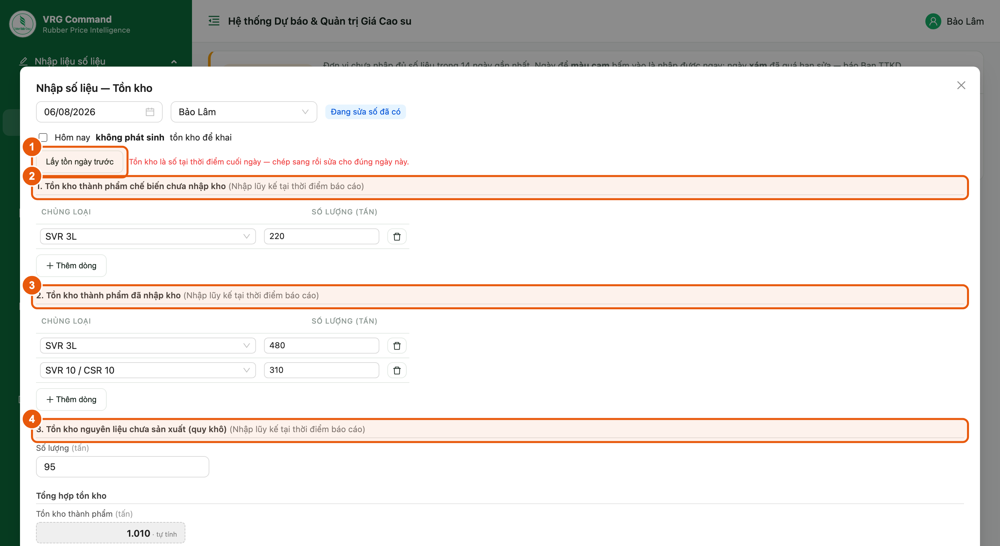 VRG Command
Rubber Price Intelligence
Hệ thống Dự báo & Quản trị Giá Cao su
Bảo Lâm
Nhập liệu số liệu
Đơn vị chưa nhập đủ số liệu trong 14 ngày gần nhất. Ngày để màu cam bấm vào là nhập được ngay; ngày xám đã quá hạn sửa — báo Ban TTKD
Nhập số liệu — Tồn kho
06/08/2026
Bảo Lâm
Đang sửa số đã có
Hôm nay không phát sinh tồn kho để khai
1
Lấy tồn ngày trước
Tồn kho là số tại thời điểm cuối ngày — chép sang rồi sửa cho đúng ngày này.
2
1. Tồn kho thành phẩm chế biến chưa nhập kho (Nhập lũy kế tại thời điểm báo cáo)
CHỦNG LOẠI
SỐ LƯỢNG (TẤN)
SVR 3L
220
+ Thêm dòng
3
2. Tồn kho thành phẩm đã nhập kho (Nhập lũy kế tại thời điểm báo cáo)
CHỦNG LOẠI
SỐ LƯỢNG (TẤN)
SVR 3L
480
SVR 10 / CSR 10
310
+ Thêm dòng
4
3. Tồn kho nguyên liệu chưa sản xuất (quy khô) (Nhập lũy kế tại thời điểm báo cáo)
Số lượng (tấn)
95
Tổng hợp tồn kho
Tồn kho thành phẩm (tấn)
1.010 · tự tính